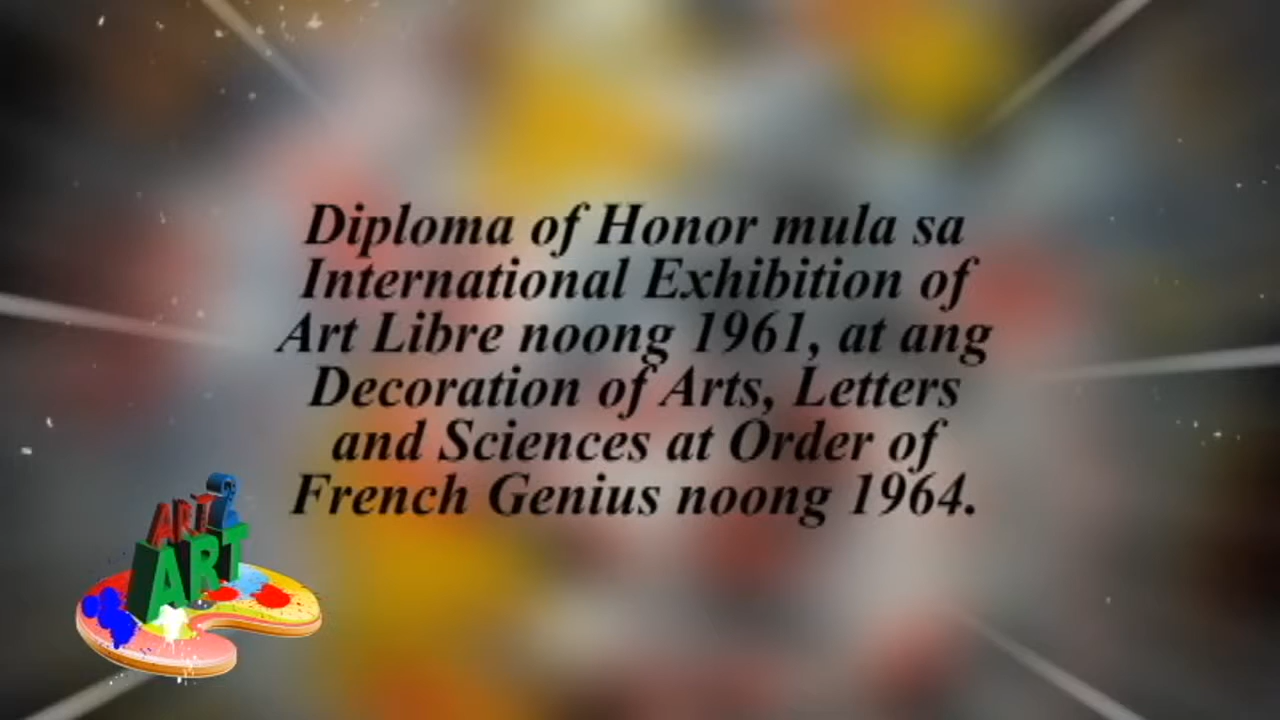 Diploma of Honor mula sa
International Exhibition of
Art Libre noong 1961, at ang
Decoration of Arts, Letters
and Sciences at Order of
French Genius noong 1964.
ART2
ART